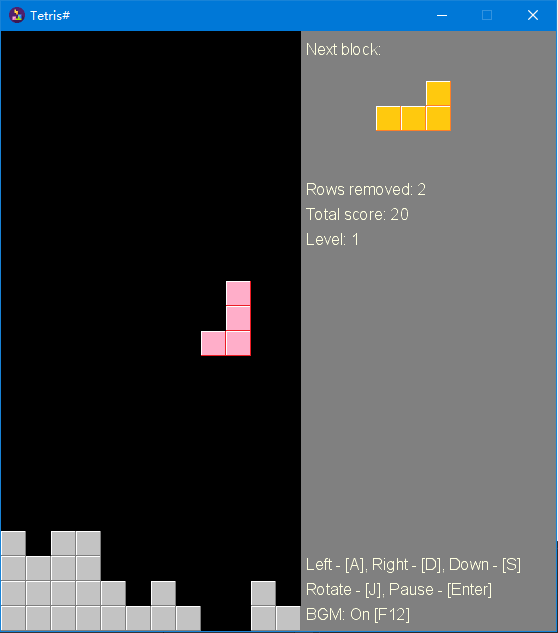 Tetris#
Next block:
Rows removed: 2
Total score: 20
Level: 1
Left - [A], Right - [D], Down - [S]
Rotate - [J], Pause - [Enter]
BGM: On [F12]